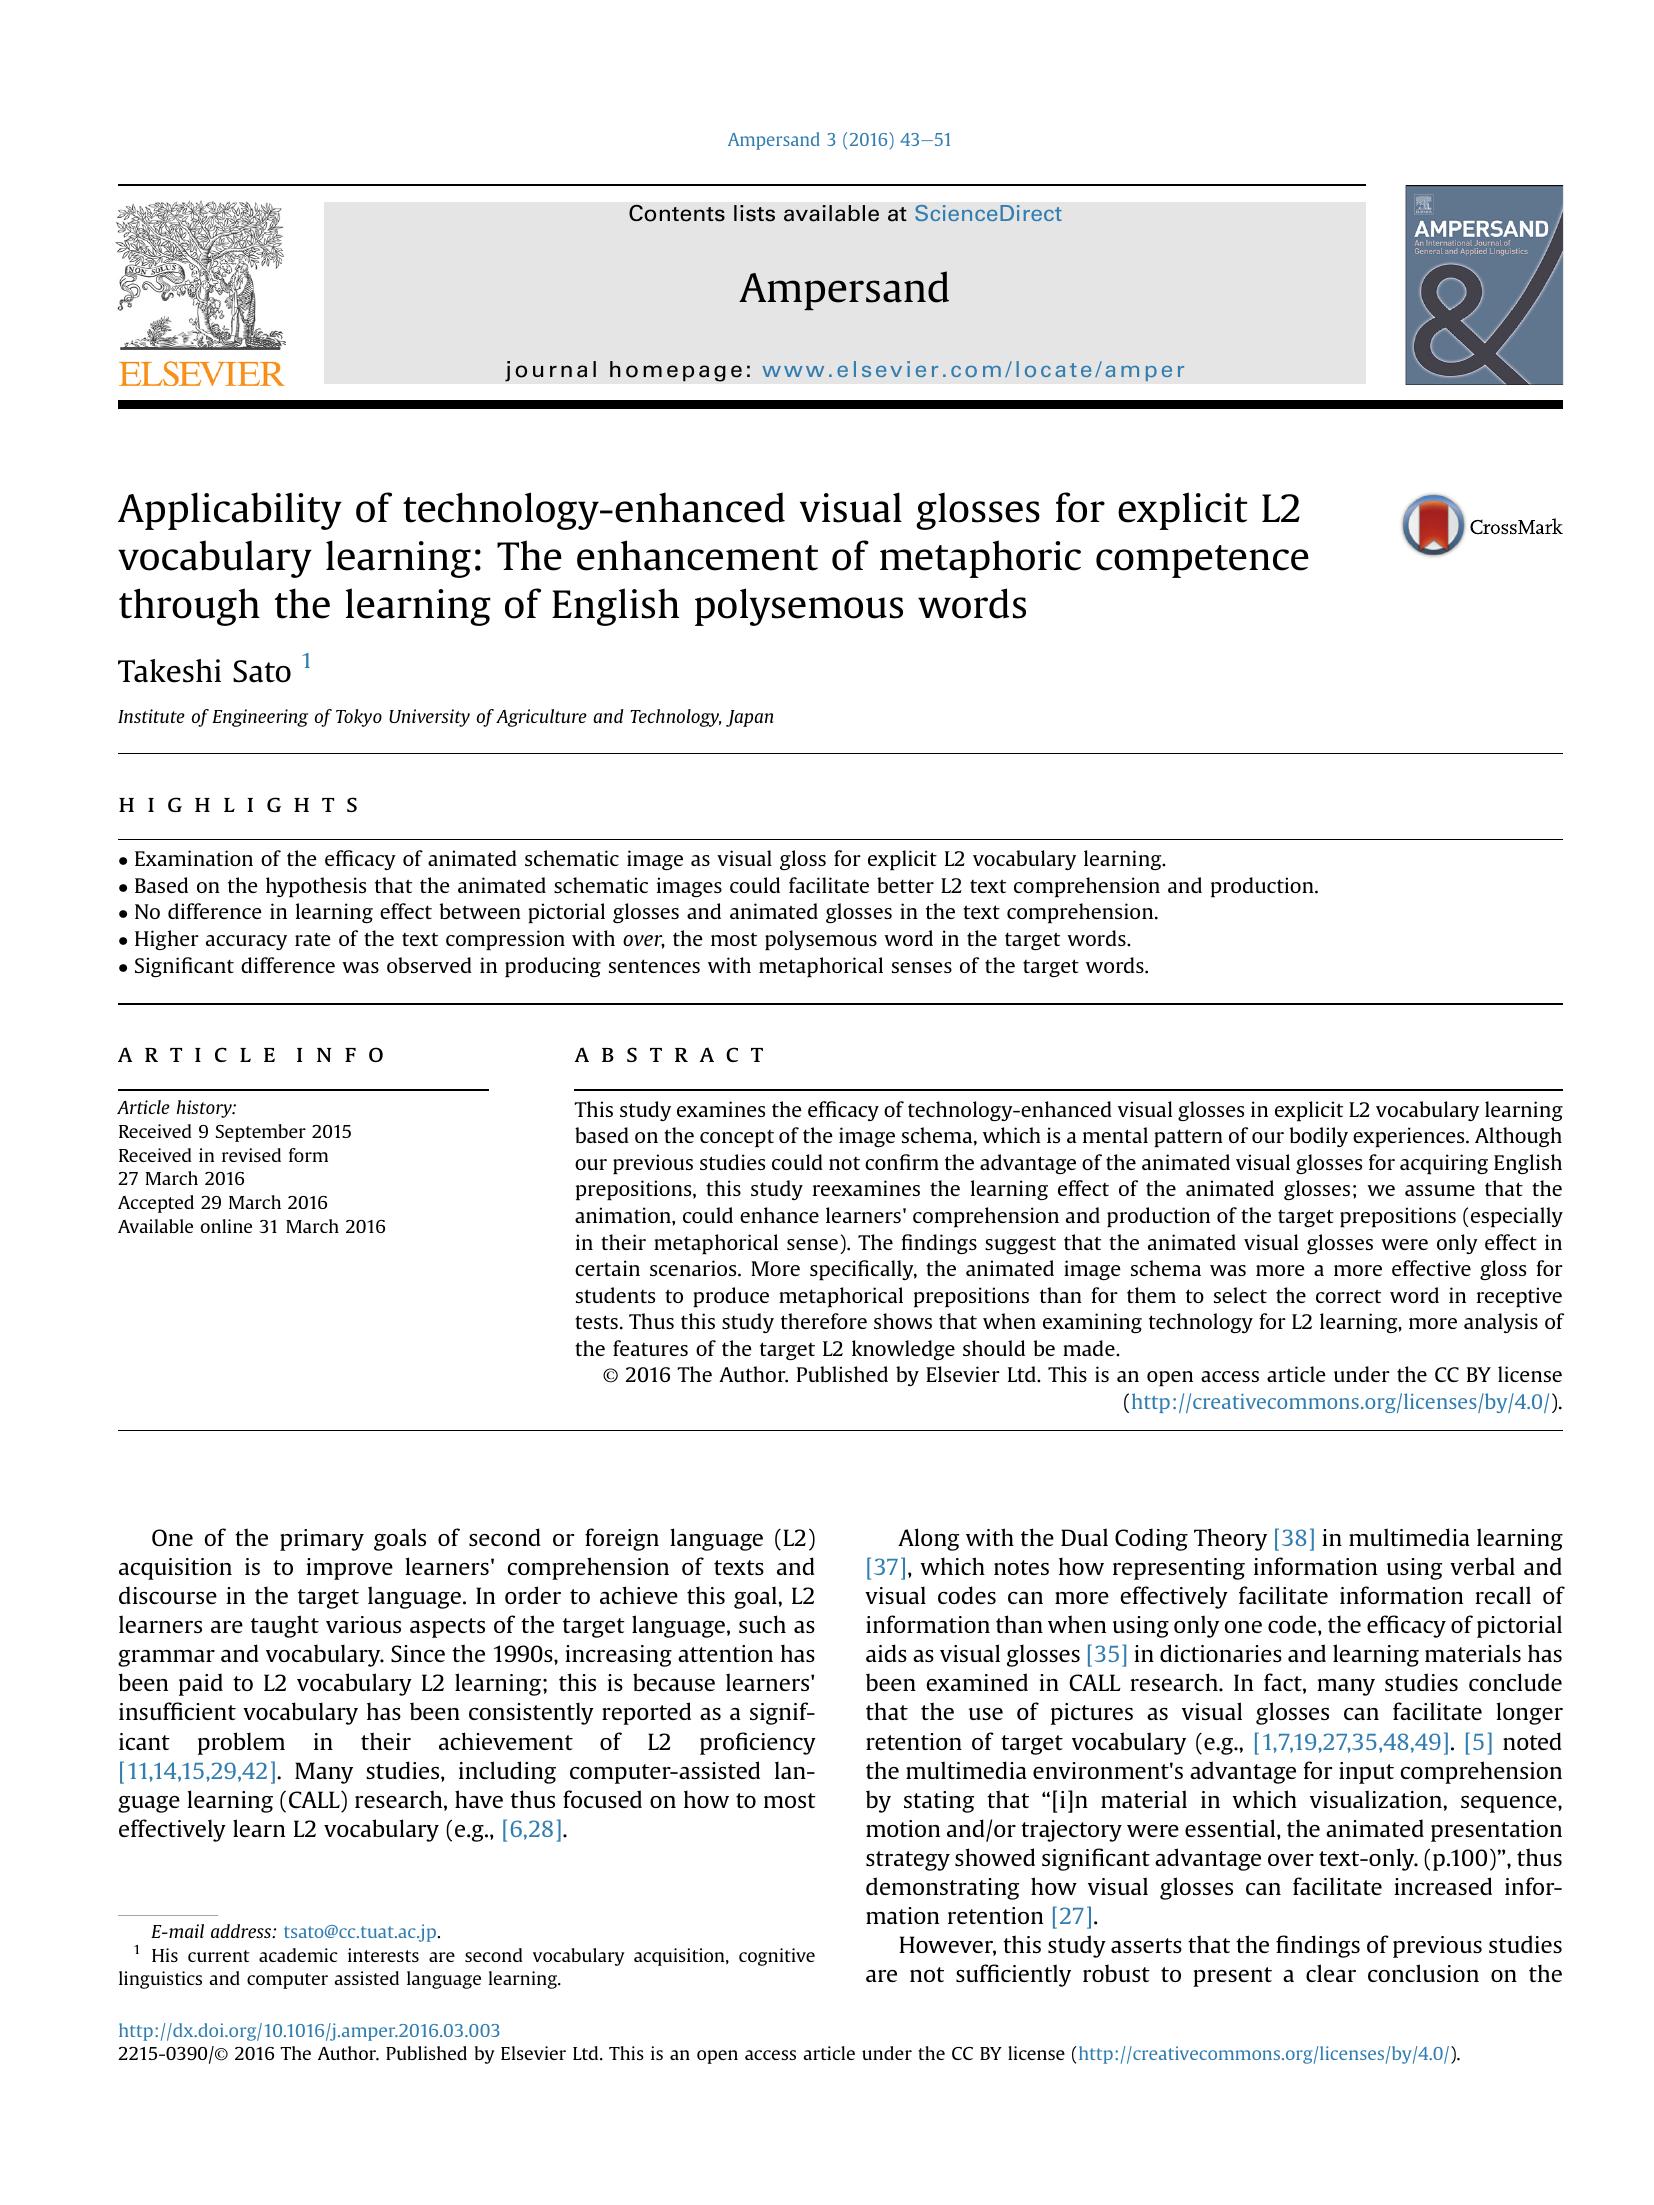 Ampersand 3 (2016) 43–51
NON SOLUS
ELSEVIER
Contents lists available at ScienceDirect
Ampersand
journal homepage: www.elsevier.com/locate/amper
AMPERSAND
An International Journal of
General and Applied Linguistics
&
Applicability of technology-enhanced visual glosses for explicit L2
vocabulary learning: The enhancement of metaphoric competence
through the learning of English polysemous words
CrossMark
Takeshi Sato 1
Institute of Engineering of Tokyo University of Agriculture and Technology, Japan
HIGHLIGHTS
• Examination of the efficacy of animated schematic image as visual gloss for explicit L2 vocabulary learning.
• Based on the hypothesis that the animated schematic images could facilitate better L2 text comprehension and production.
• No difference in learning effect between pictorial glosses and animated glosses in the text comprehension.
• Higher accuracy rate of the text compression with over, the most polysemous word in the target words.
• Significant difference was observed in producing sentences with metaphorical senses of the target words.
ARTICLE INFO
Article history:
Received 9 September 2015
Received in revised form
27 March 2016
Accepted 29 March 2016
Available online 31 March 2016
ABSTRACT
This study examines the efficacy of technology-enhanced visual glosses in explicit L2 vocabulary learning
based on the concept of the image schema, which is a mental pattern of our bodily experiences. Although
our previous studies could not confirm the advantage of the animated visual glosses for acquiring English
prepositions, this study reexamines the learning effect of the animated glosses; we assume that the
animation, could enhance learners' comprehension and production of the target prepositions (especially
in their metaphorical sense). The findings suggest that the animated visual glosses were only effect in
certain scenarios. More specifically, the animated image schema was more a more effective gloss for
students to produce metaphorical prepositions than for them to select the correct word in receptive
tests. Thus this study therefore shows that when examining technology for L2 learning, more analysis of
the features of the target L2 knowledge should be made.
© 2016 The Author. Published by Elsevier Ltd. This is an open access article under the CC BY license
(http://creativecommons.org/licenses/by/4.0/).
One of the primary goals of second or foreign language (L2)
acquisition is to improve learners' comprehension of texts and
discourse in the target language. In order to achieve this goal, L2
learners are taught various aspects of the target language, such as
grammar and vocabulary. Since the 1990s, increasing attention has
been paid to L2 vocabulary L2 learning; this is because learners'
insufficient vocabulary has been consistently reported as a signif-
icant problem in their achievement of L2 proficiency
[11,14,15,29,42]. Many studies, including computer-assisted lan-
guage learning (CALL) research, have thus focused on how to most
effectively learn L2 vocabulary (e.g., [6,28].
E-mail address: tsato@cc.tuat.ac.jp.
1 His current academic interests are second vocabulary acquisition, cognitive
linguistics and computer assisted language learning.
Along with the Dual Coding Theory [38] in multimedia learning
[37], which notes how representing information using verbal and
visual codes can more effectively facilitate information recall of
information than when using only one code, the efficacy of pictorial
aids as visual glosses [35] in dictionaries and learning materials has
been examined in CALL research. In fact, many studies conclude
that the use of pictures as visual glosses can facilitate longer
retention of target vocabulary (e.g., [1,7,19,27,35,48,49]. [5] noted
the multimedia environment's advantage for input comprehension
by stating that “[i]n material in which visualization, sequence,
motion and/or trajectory were essential, the animated presentation
strategy showed significant advantage over text-only. (p.100)”, thus
demonstrating how visual glosses can facilitate increased infor-
mation retention [27].
However, this study asserts that the findings of previous studies
are not sufficiently robust to present a clear conclusion on the
http://dx.doi.org/10.1016/j.amper.2016.03.003
2215-0390/© 2016 The Author. Published by Elsevier Ltd. This is an open access article under the CC BY license (http://creativecommons.org/licenses/by/4.0/).